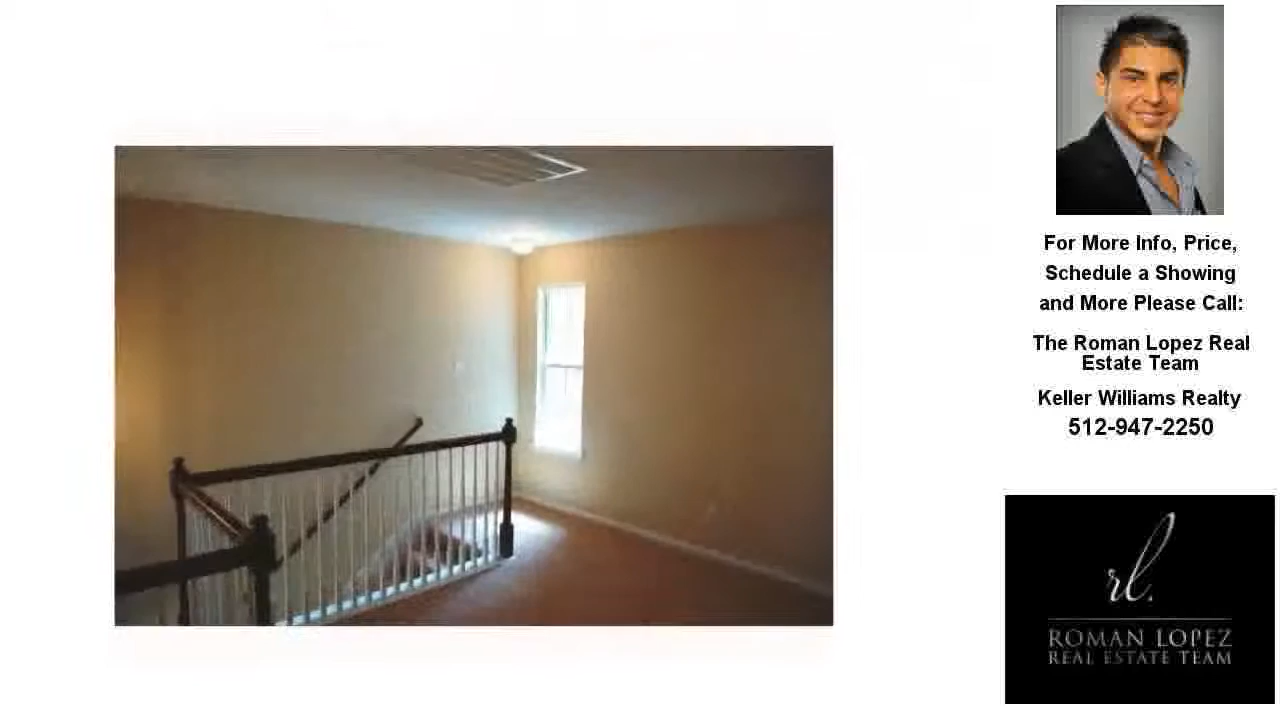 For More Info, Price,
Schedule a Showing
and More Please Call:
The Roman Lopez Real
Estate Team
Keller Williams Realty
512-947-2250
rl.
ROMAN LOPEZ
REAL ESTATE TEAM